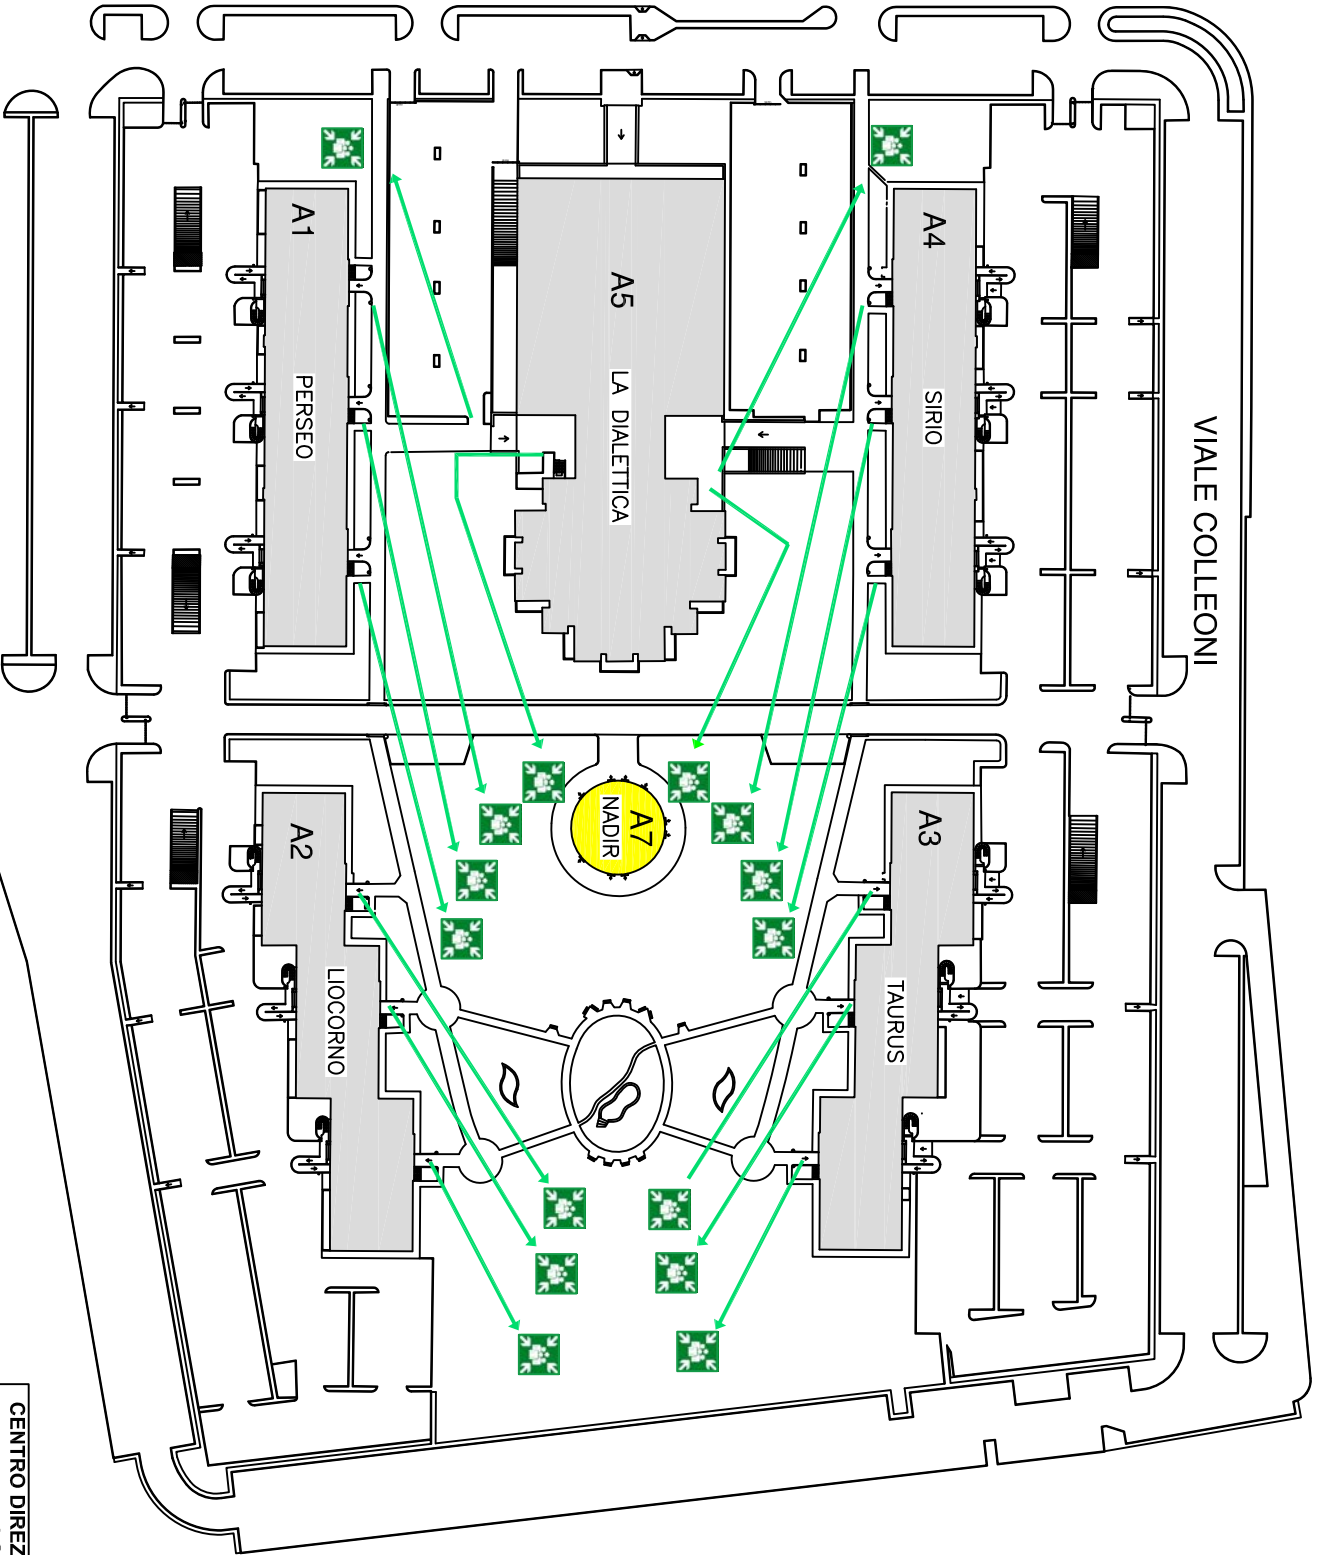 A1
PERSEO
A5
LA DIALETTICA
A4
SIRIO
VIALE COLLEONI
A7
NADIR
A2
LIOCORNO
A3
TAURUS
CENTRO DIREZ